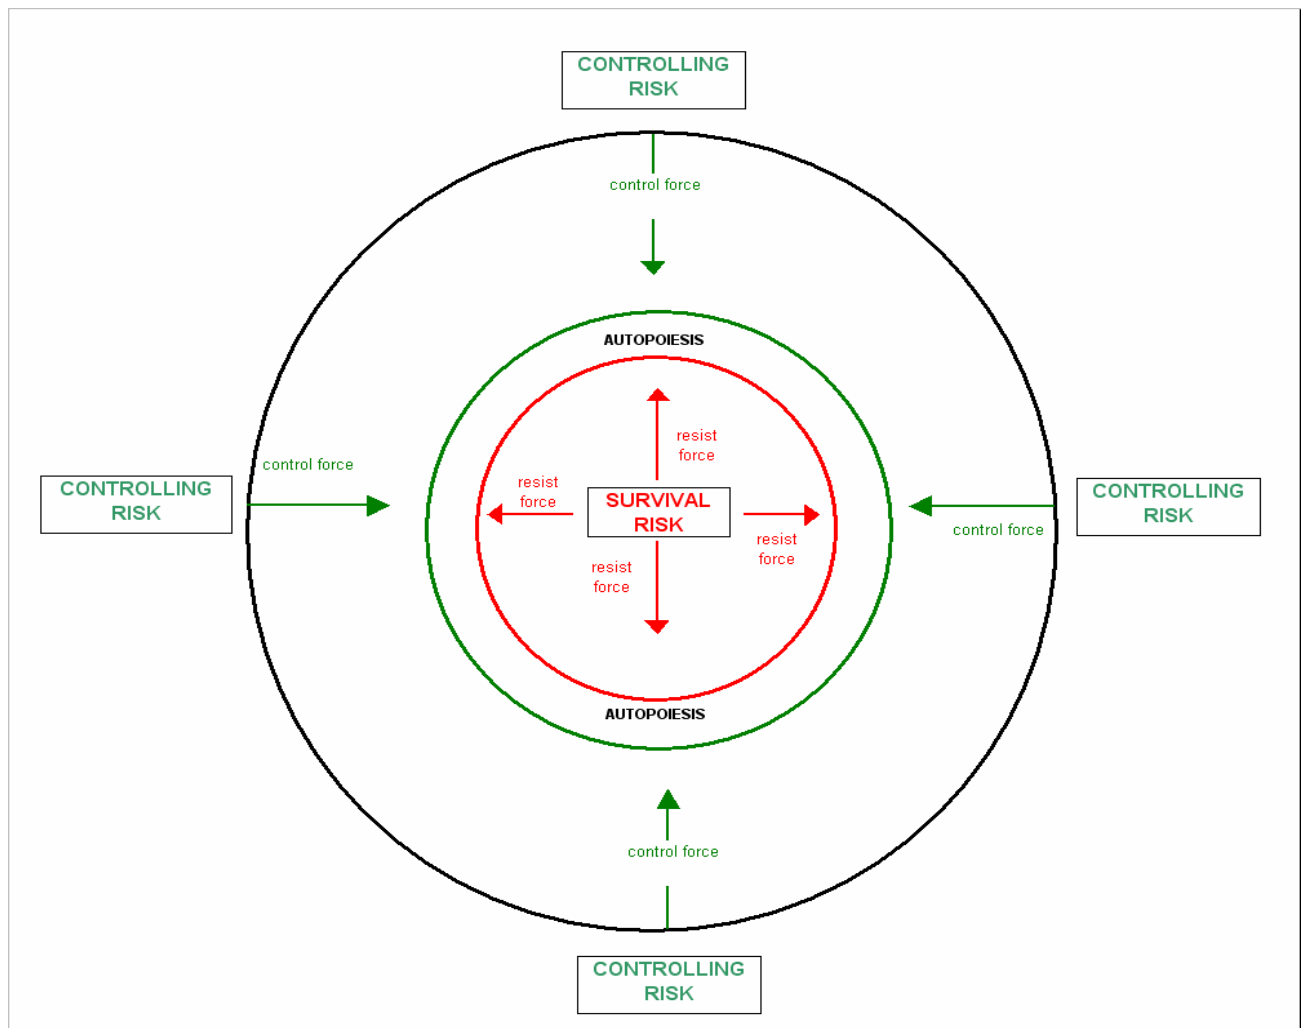 CONTROLLING
RISK
control force
AUTOPOIESIS
resist
force
control force
CONTROLLING
RISK
resist
force
SURVIVAL
RISK
resist
force
CONTROLLING
RISK
control force
resist
force
AUTOPOIESIS
control force
CONTROLLING
RISK